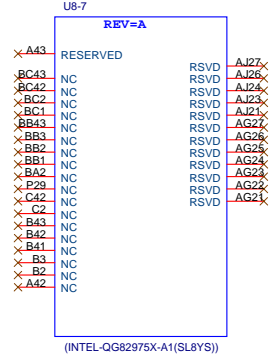 U8-7
REV=A
A43 RESERVED
RSVD AJ27
BC43 NC RSVD AJ26
BC42 NC RSVD AJ24
BC2 NC RSVD AJ23
BC1 NC RSVD AJ21
BB43 NC RSVD AG27
BB3 NC RSVD AG26
BB2 NC RSVD AG25
BB1 NC RSVD AG24
BA2 NC RSVD AG23
P29 NC RSVD AG22
C42 NC RSVD AG21
C2 NC
B43 NC
B42 NC
B41 NC
B3 NC
B2 NC
A42 NC
(INTEL-QG82975X-A1(SL8YS))